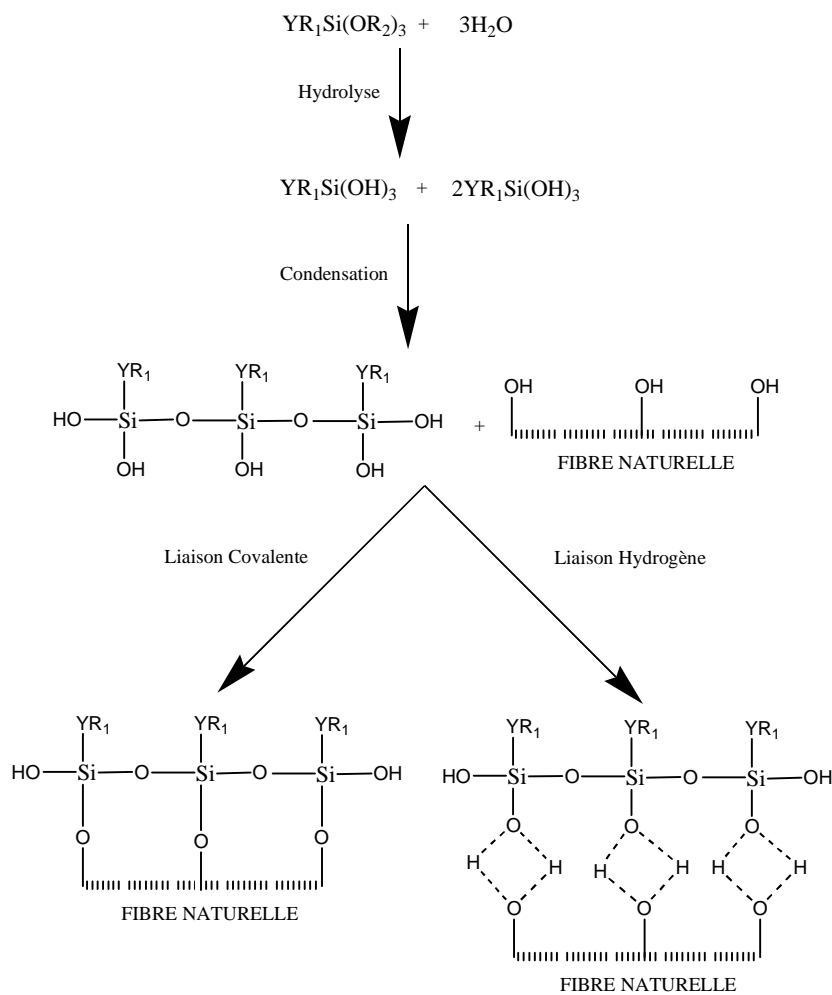 YR₁Si(OR₂)₃ + 3H₂O
Hydrolyse
YR₁Si(OH)₃ + 2YR₁Si(OH)₃
Condensation
YR₁ YR₁ YR₁ OH OH OH
HO Si O Si O Si OH +
OH OH OH FIBRE NATURELLE
Liaison Covalente Liaison Hydrogène
YR₁ YR₁ YR₁
HO Si O Si O Si OH
O O O
FIBRE NATURELLE
YR₁ YR₁ YR₁
HO Si O Si O Si OH
O O O
H H H H H H
O O O
FIBRE NATURELLE